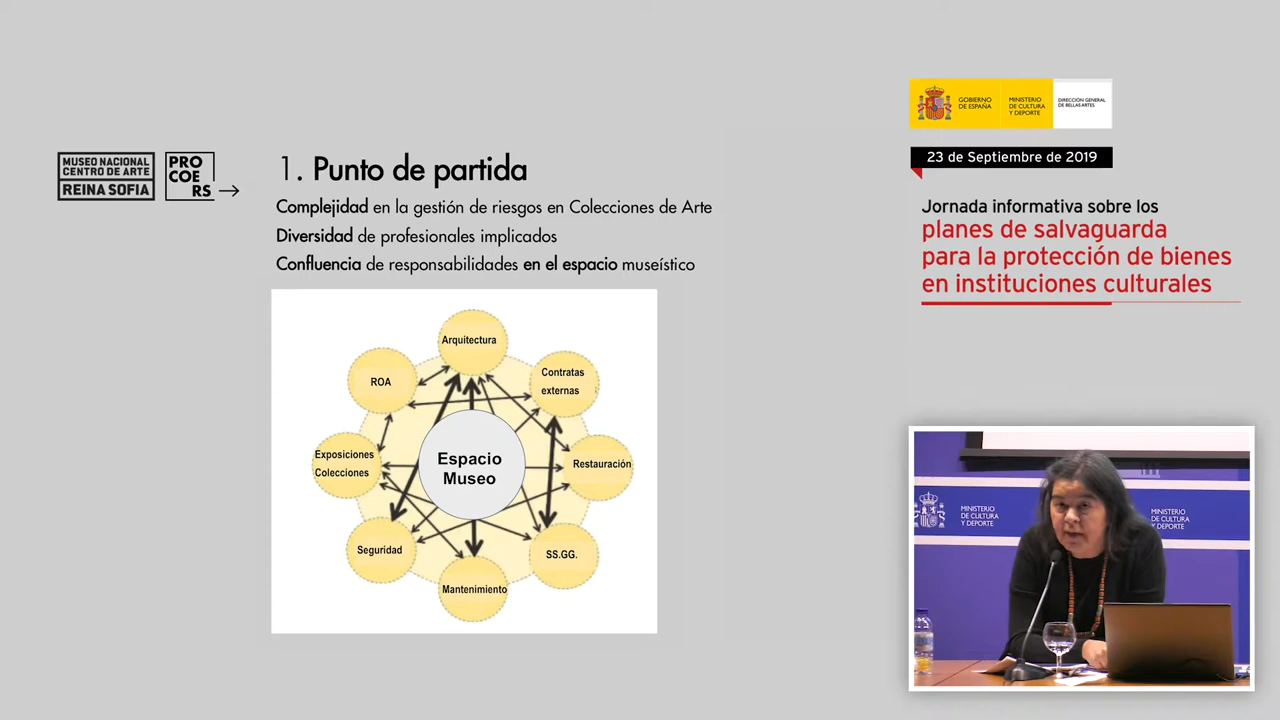 MUSEO NACIONAL
CENTRO DE ARTE
REINA SOFIA
PRO
COE
RS
1. Punto de partida
Complejidad en la gestión de riesgos en Colecciones de Arte
Diversidad de profesionales implicados
Confluencia de responsabilidades en el espacio museístico
Arquitectura
ROA
Contratas
externas
Exposiciones
Colecciones
Espacio
Museo
Restauración
Seguridad
SS.GG.
Mantenimiento
GOBIERNO
DE ESPAÑA
MINISTERIO
DE CULTURA
Y DEPORTE
DIRECCIÓN GENERAL
DE BELLAS ARTES
23 de Septiembre de 2019
Jornada informativa sobre los
planes de salvaguarda
para la protección de bienes
en instituciones culturales
MINISTERIO
DE CULTURA
Y DEPORTE
MINISTERIO
DE CULTURA
Y DEPORTE